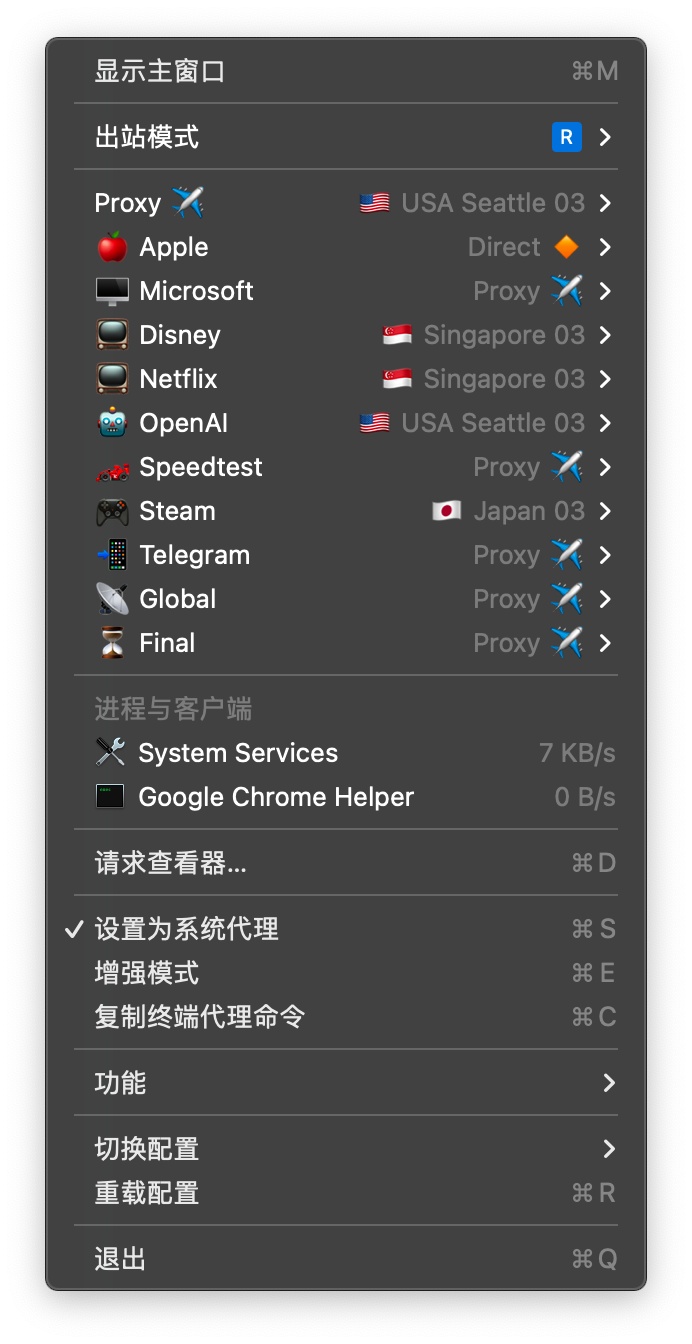 显示主窗口 ⌘M
出站模式 R
Proxy ✈️ 🇺🇸 USA Seattle 03
🍎 Apple Direct 🔶
🖥️ Microsoft Proxy ✈️
📺 Disney 🇸🇬 Singapore 03
📺 Netflix 🇸🇬 Singapore 03
🤖 OpenAI 🇺🇸 USA Seattle 03
🏎️ Speedtest Proxy ✈️
🎮 Steam 🇯🇵 Japan 03
📲 Telegram Proxy ✈️
📡 Global Proxy ✈️
⏳ Final Proxy ✈️
进程与客户端
System Services 7 KB/s
Google Chrome Helper 0 B/s
请求查看器... ⌘D
✓ 设置为系统代理 ⌘S
增强模式 ⌘E
复制终端代理命令 ⌘C
功能
切换配置
重载配置 ⌘R
退出 ⌘Q